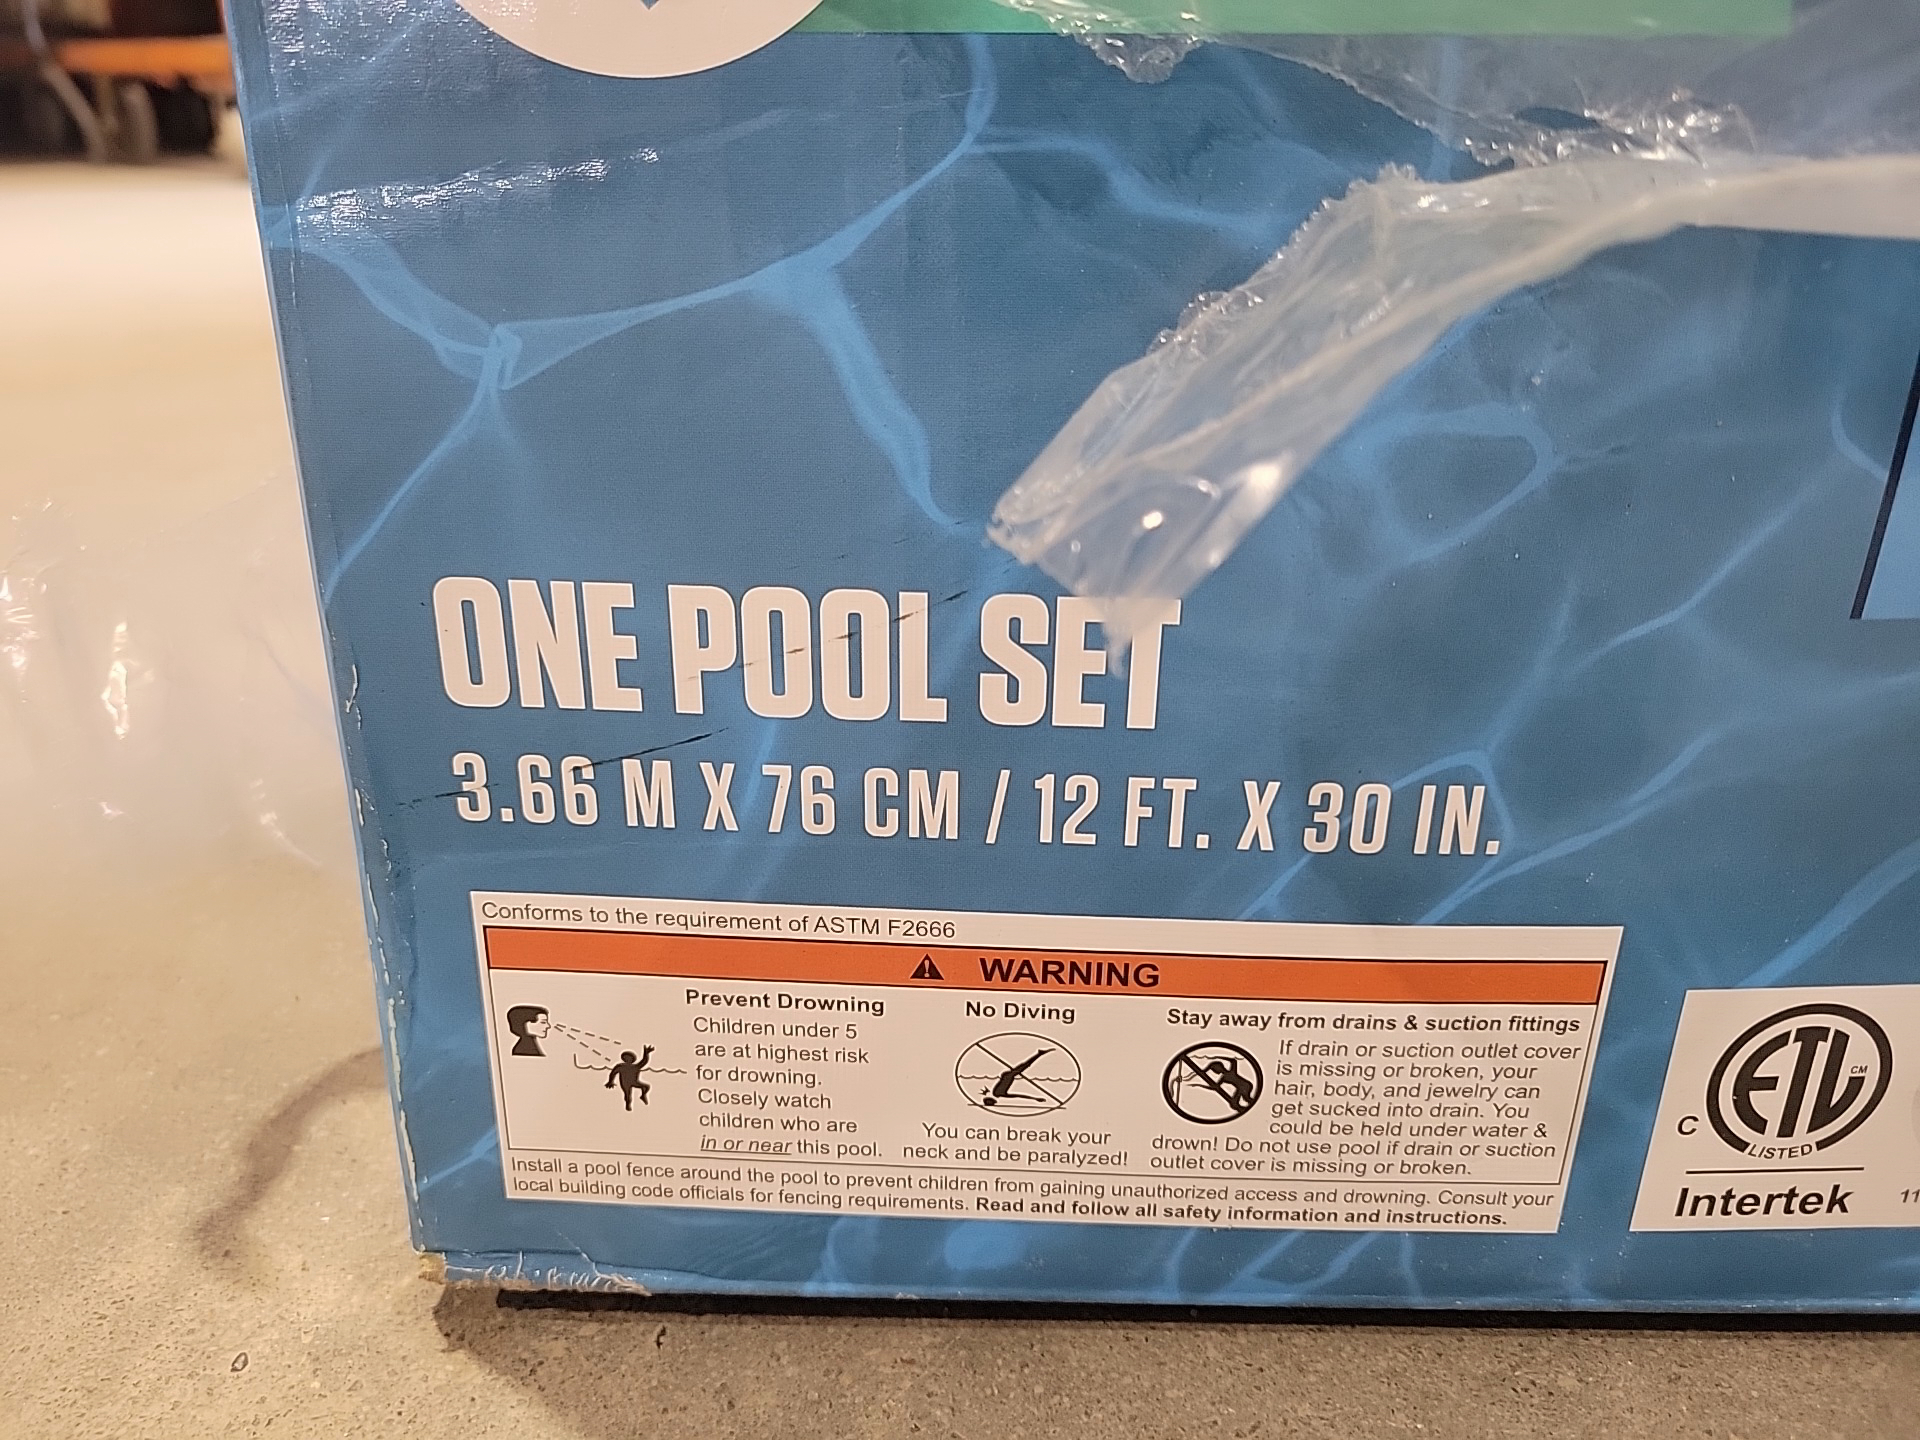 ONE POOL SET
3.66 M X 76 CM / 12 FT. X 30 IN.
Conforms to the requirement of ASTM F2666
WARNING
Prevent Drowning
Children under 5
are at highest risk
for drowning.
Closely watch
children who are
in or near this pool.
No Diving
You can break your
neck and be paralyzed!
Stay away from drains & suction fittings
If drain or suction outlet cover
is missing or broken, your
hair, body, and jewelry can
get sucked into drain. You
could be held under water &
drown! Do not use pool if drain or suction
outlet cover is missing or broken.
Install a pool fence around the pool to prevent children from gaining unauthorized access and drowning. Consult your
local building code officials for fencing requirements. Read and follow all safety information and instructions.
ETL CM
C
LISTED
Intertek
11